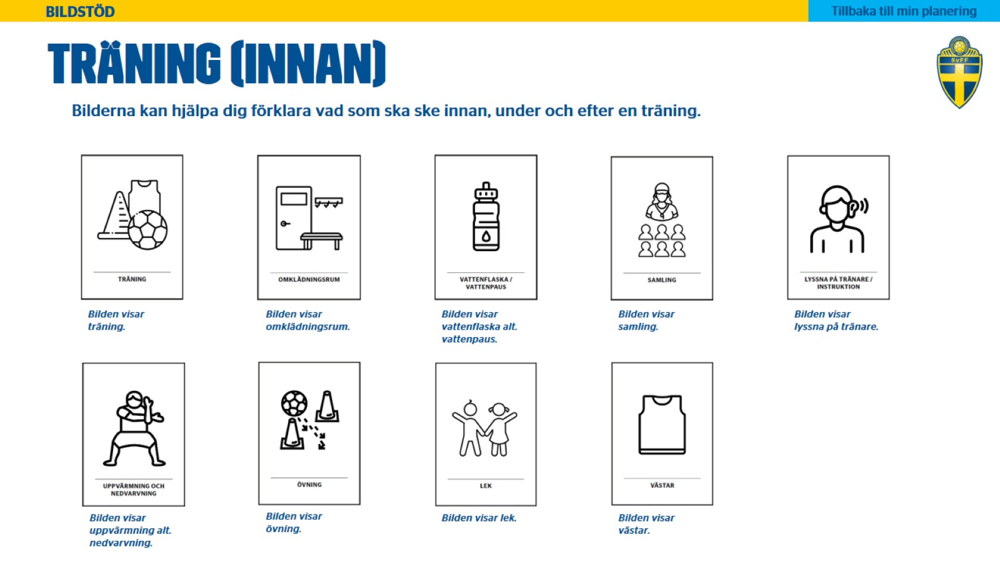 BILDSTÖD
Tillbaka till min planering
TRÄNING (INNAN)
SvFF
Bilderna kan hjälpa dig förklara vad som ska ske innan, under och efter en träning.
TRÄNING
OMKLÄDNINGSRUM
VATTENFLASKA /
VATTENPAUS
SAMLING
LYSSNA PÅ TRÄNARE /
INSTRUKTION
Bilden visar
träning.
Bilden visar
omklädningsrum.
Bilden visar
vattenflaska alt.
vattenpaus.
Bilden visar
samling.
Bilden visar
lyssna på tränare.
UPPVÄRMNING OCH
NEDVARVNING
ÖVNING
LEK
VÄSTAR
Bilden visar
uppvärmning alt.
nedvarvning.
Bilden visar
övning.
Bilden visar lek.
Bilden visar
västar.